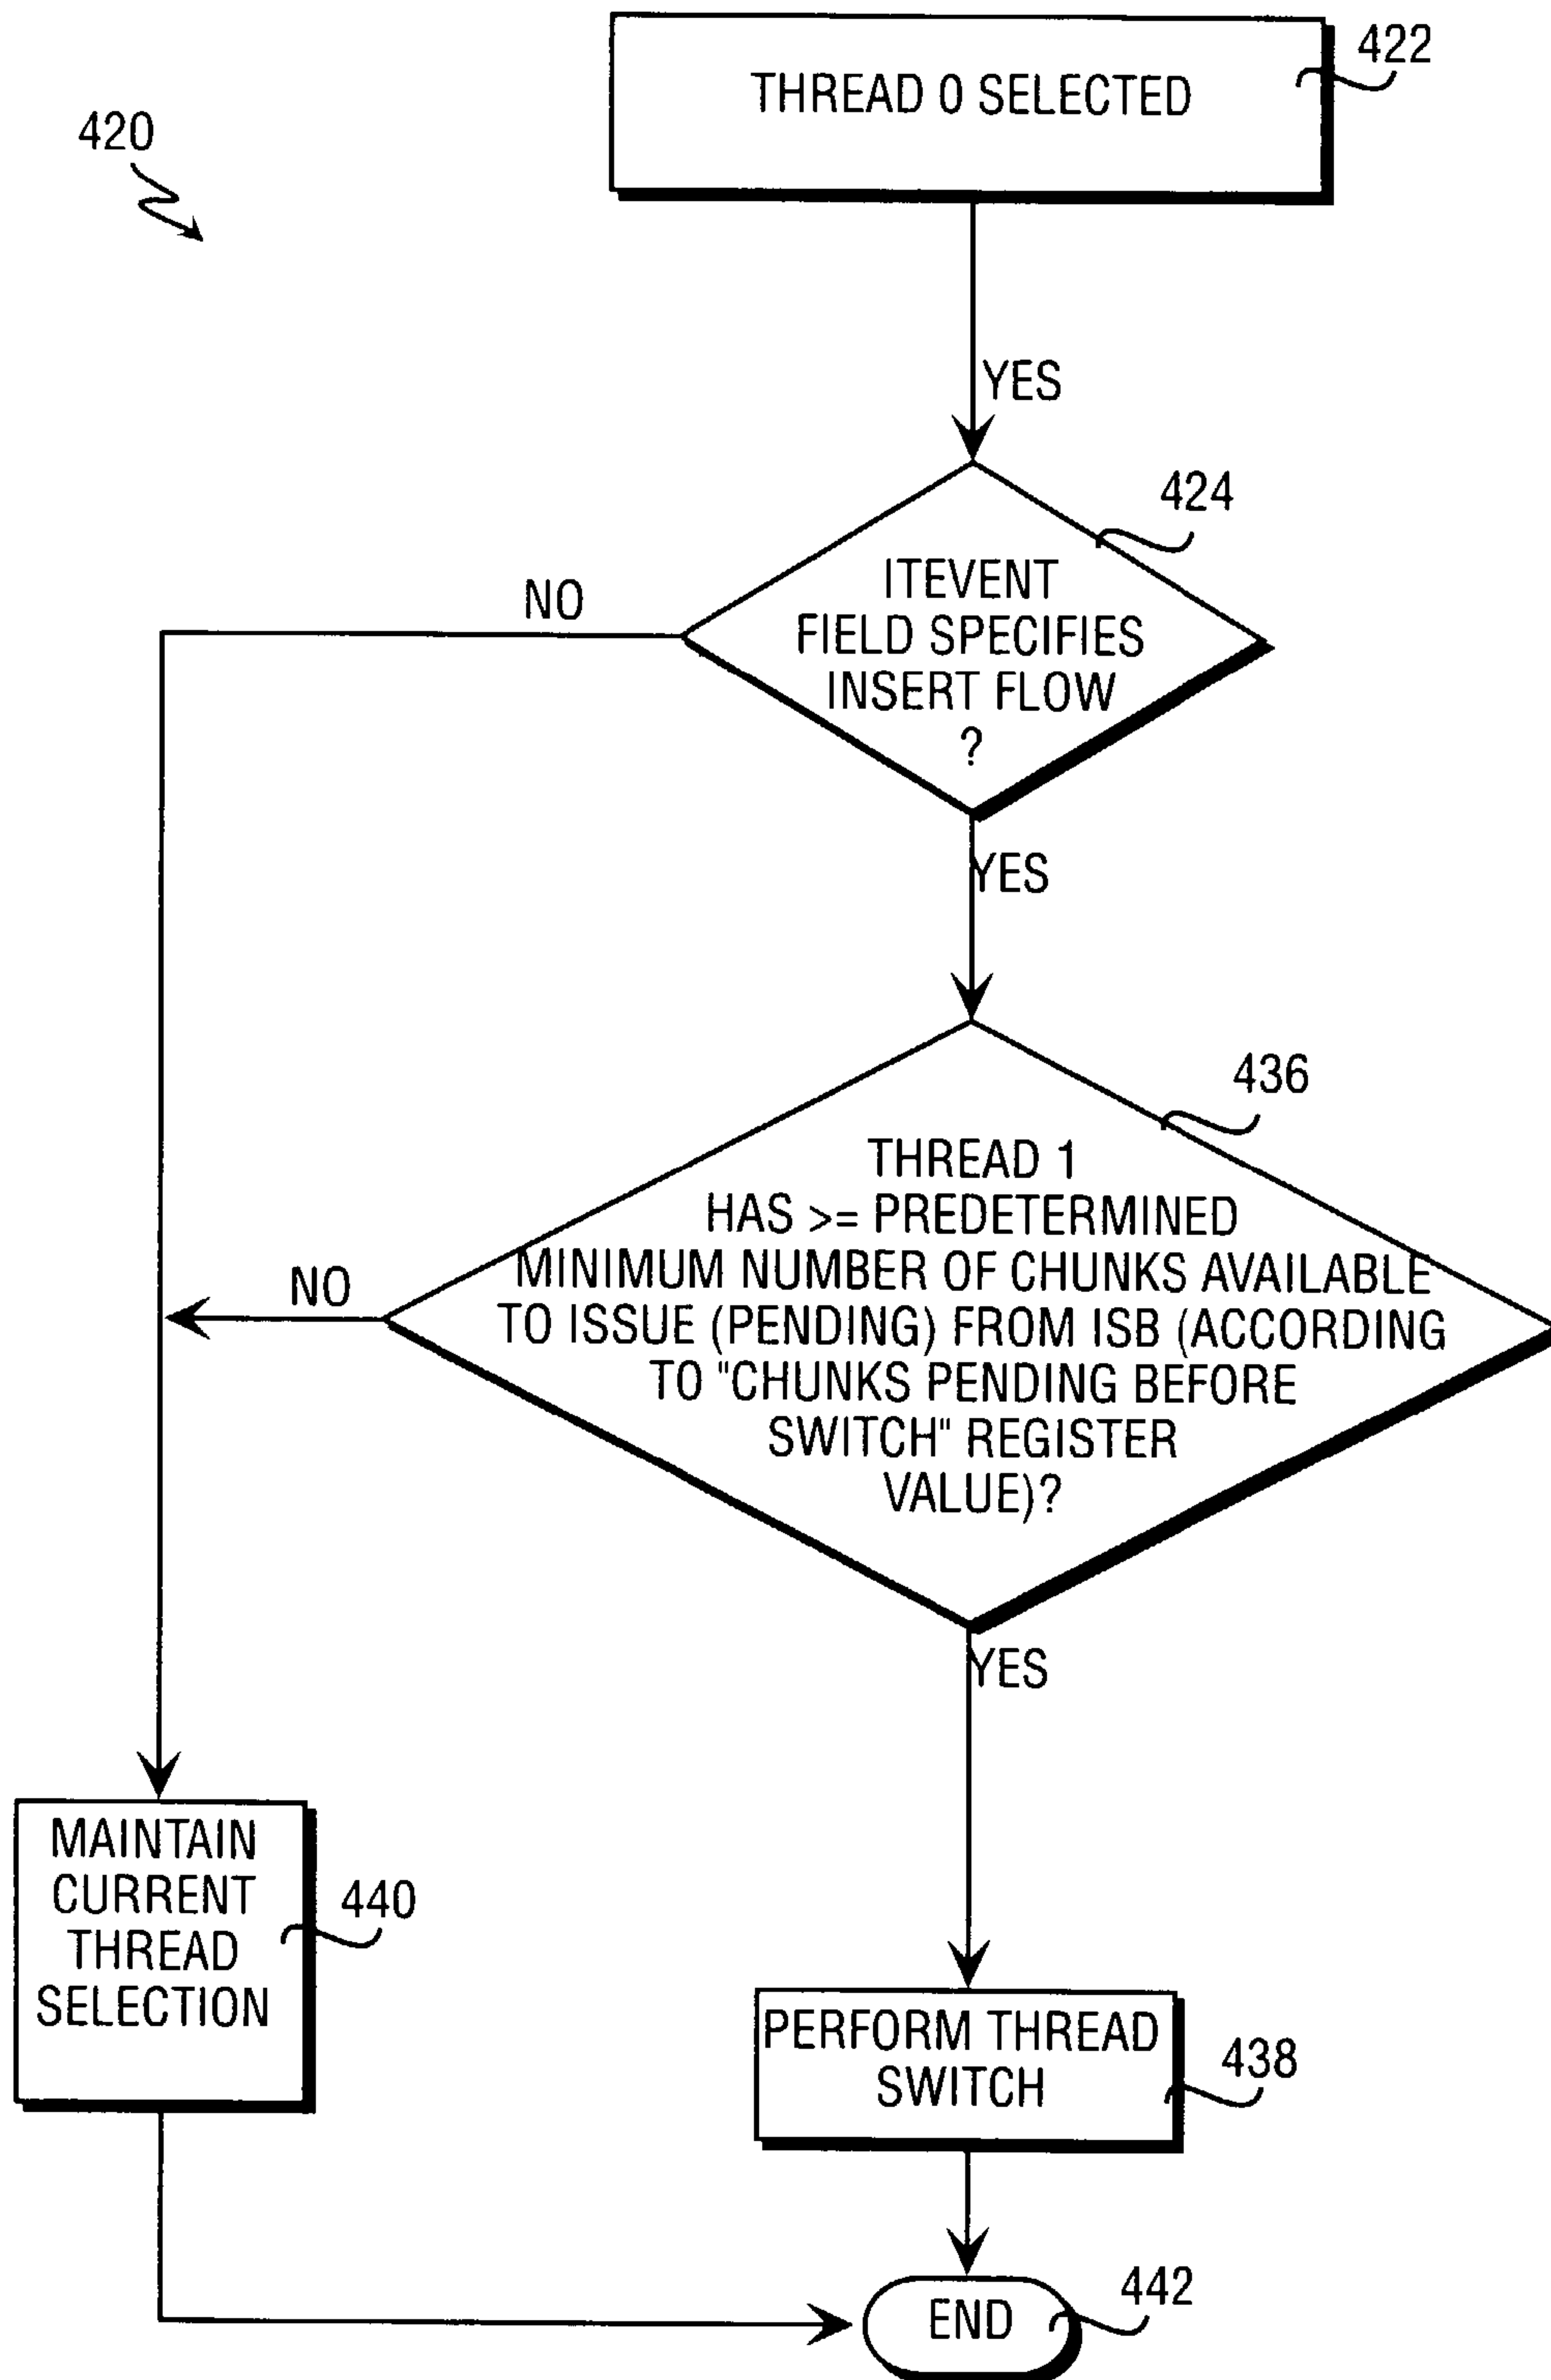 422
THREAD 0 SELECTED
420
YES
424
ITEVENT
FIELD SPECIFIES
INSERT FLOW
?
NO
YES
436
THREAD 1
HAS >= PREDETERMINED
MINIMUM NUMBER OF CHUNKS AVAILABLE
TO ISSUE (PENDING) FROM ISB (ACCORDING
TO "CHUNKS PENDING BEFORE
SWITCH" REGISTER
VALUE)?
NO
YES
MAINTAIN
CURRENT
THREAD
SELECTION
440
PERFORM THREAD
SWITCH
438
END
442